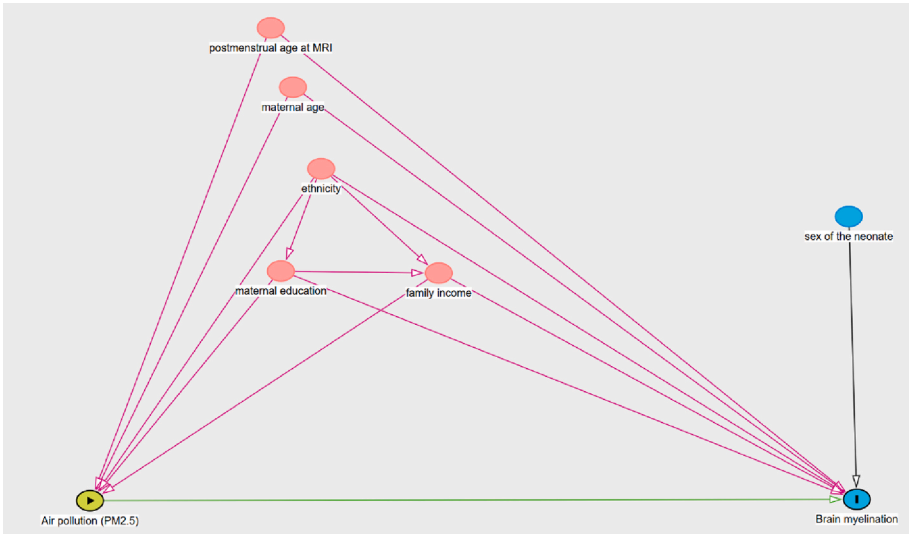 postmenstrual age at MRI
maternal age
ethnicity
sex of the neonate
maternal education
family income
Air pollution (PM2.5)
Brain myelination